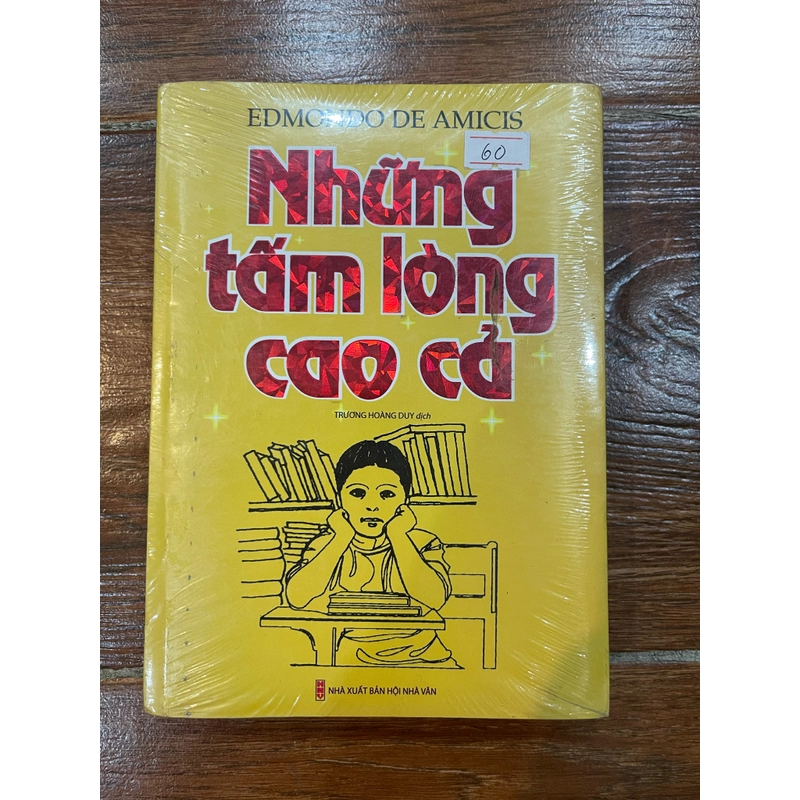 EDMONDO DE AMICIS
60
Những
tấm lòng
cao cả
TRƯƠNG HOÀNG DUY dịch
NHÀ XUẤT BẢN HỘI NHÀ VĂN